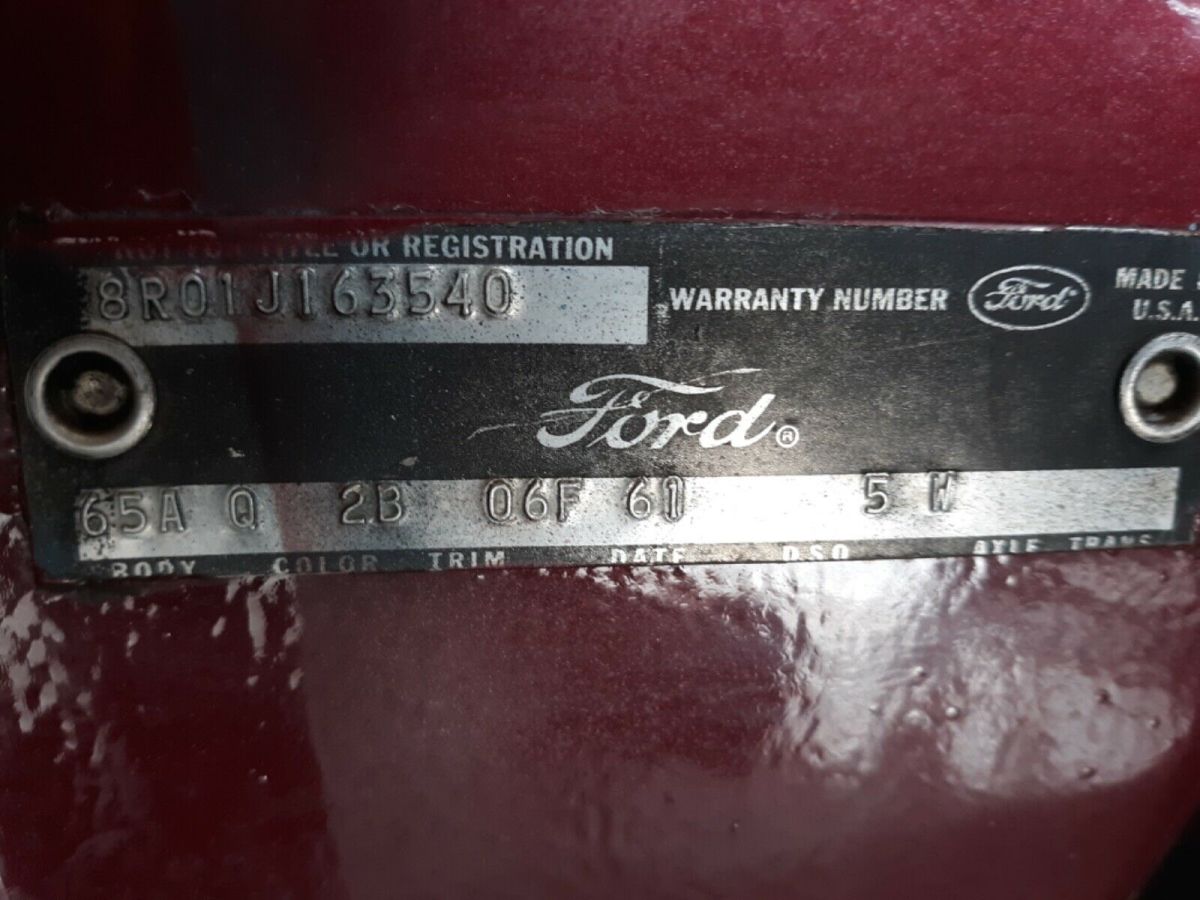 TITLE OR REGISTRATION
8R01J163540
WARRANTY NUMBER
Ford
MADE
U.S.A.
Ford®
65A Q 2B 06F 61 5 W
BODY COLOR TRIM DATE D.S.O. AXLE TRANS